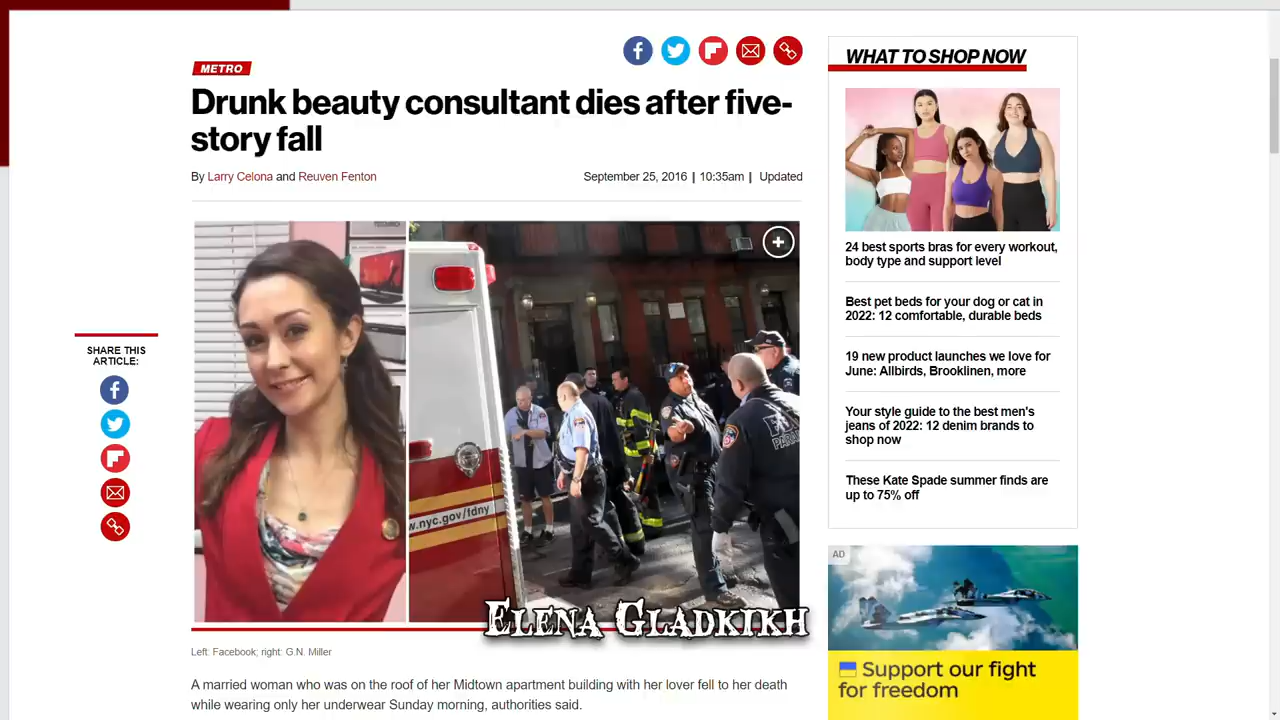 METRO
Drunk beauty consultant dies after five-
story fall
By Larry Celona and Reuven Fenton
September 25, 2016 | 10:35am | Updated
SHARE THIS
ARTICLE:
www.nyc.gov/fdny
ELENA GLADKIKH
Left: Facebook; right: G.N. Miller
A married woman who was on the roof of her Midtown apartment building with her lover fell to her death
while wearing only her underwear Sunday morning, authorities said.
WHAT TO SHOP NOW
24 best sports bras for every workout,
body type and support level
Best pet beds for your dog or cat in
2022: 12 comfortable, durable beds
19 new product launches we love for
June: Allbirds, Brooklinen, more
Your style guide to the best men's
jeans of 2022: 12 denim brands to
shop now
These Kate Spade summer finds are
up to 75% off
AD
Support our fight
for freedom